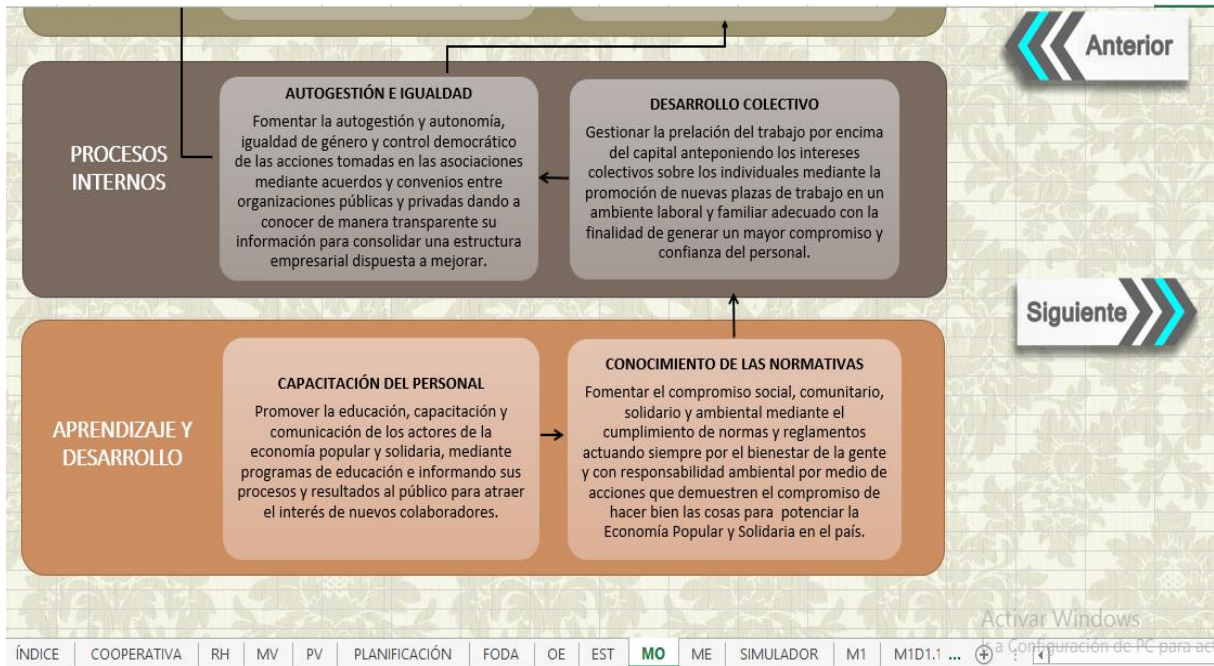 Anterior
PROCESOS
INTERNOS
AUTOGESTIÓN E IGUALDAD
Fomentar la autogestión y autonomía,
igualdad de género y control democrático
de las acciones tomadas en las asociaciones
mediante acuerdos y convenios entre
organizaciones públicas y privadas dando a
conocer de manera transparente su
información para consolidar una estructura
empresarial dispuesta a mejorar.
DESARROLLO COLECTIVO
Gestionar la prelación del trabajo por encima
del capital anteponiendo los intereses
colectivos sobre los individuales mediante la
promoción de nuevas plazas de trabajo en un
ambiente laboral y familiar adecuado con la
finalidad de generar un mayor compromiso y
confianza del personal.
Siguiente
APRENDIZAJE Y
DESARROLLO
CAPACITACIÓN DEL PERSONAL
Promover la educación, capacitación y
comunicación de los actores de la
economía popular y solidaria, mediante
programas de educación e informando sus
procesos y resultados al público para atraer
el interés de nuevos colaboradores.
CONOCIMIENTO DE LAS NORMATIVAS
Fomentar el compromiso social, comunitario,
solidario y ambiental mediante el
cumplimiento de normas y reglamentos
actuando siempre por el bienestar de la gente
y con responsabilidad ambiental por medio de
acciones que demuestren el compromiso de
hacer bien las cosas para potenciar la
Economía Popular y Solidaria en el país.
Activar Windows
a Configuración de PC para ac
ÍNDICE COOPERATIVA RH MV PV PLANIFICACIÓN FODA OE EST MO ME SIMULADOR M1 M1D1.1 ...